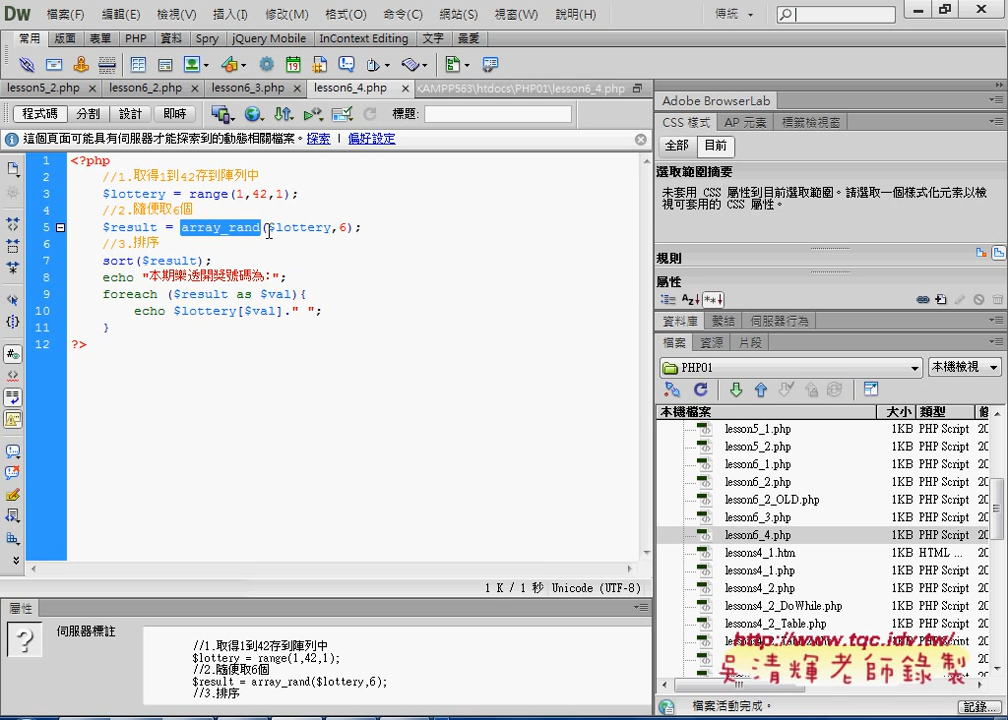 Dw 檔案(F) 編輯(E) 檢視(V) 插入(I) 修改(M) 格式(O) 命令(C) 網站(S) 視窗(W) 說明(H) 傳統
常用 版面 表單 PHP 資料 Spry jQuery Mobile InContext Editing 文字 最愛
lesson5_2.php lesson6_2.php lesson6_3.php lesson6_4.php XAMPP563\htdocs\PHP01\lesson6_4.php
程式碼 分割 設計 即時 標題:
這個頁面可能具有伺服器才能探索到的動態相關檔案。 探索 偏好設定
1 <?php
2 //1.取得1到42存到陣列中
3 $lottery = range(1,42,1);
4 //2.隨便取6個
5 $result = array_rand($lottery,6);
6 //3.排序
7 sort($result);
8 echo "本期樂透開獎號碼為:";
9 foreach ($result as $val){
10 echo $lottery[$val]." ";
11 }
12 ?>
1 K / 1 秒 Unicode (UTF-8)
屬性
伺服器標註
//1.取得1到42存到陣列中
$lottery = range(1,42,1);
//2.隨便取6個
$result = array_rand($lottery,6);
//3.排序
Adobe BrowserLab
CSS 樣式 AP 元素 標籤檢視窗
全部 目前
選取範圍摘要
未套用 CSS 屬性到目前選取範圍。請選取一個樣式化元素以檢視可套用的 CSS 屬性。
規則
屬性
資料庫 繫結 伺服器行為
檔案 資源 片段
PHP01 本機檢視
本機檔案 大小 類型
lesson5_1.php 1KB PHP Script 20
lesson5_2.php 1KB PHP Script 20
lesson6_1.php 1KB PHP Script 20
lesson6_2.php 1KB PHP Script 20
lesson6_2_OLD.php 1KB PHP Script 20
lesson6_3.php 1KB PHP Script 20
lesson6_4.php 1KB PHP Script 20
lessons4_1.htm 1KB HTML ... 20
lessons4_1.php 1KB PHP Script 20
lessons4_2.php 1KB PHP Script 20
lessons4_2_DoWhile.php 1KB PHP Script 20
lessons4_2_Table.php 1KB PHP Script 20
http://www.tqc.idv.tw/
吳清輝老師錄製
檔案活動完成。 記錄...